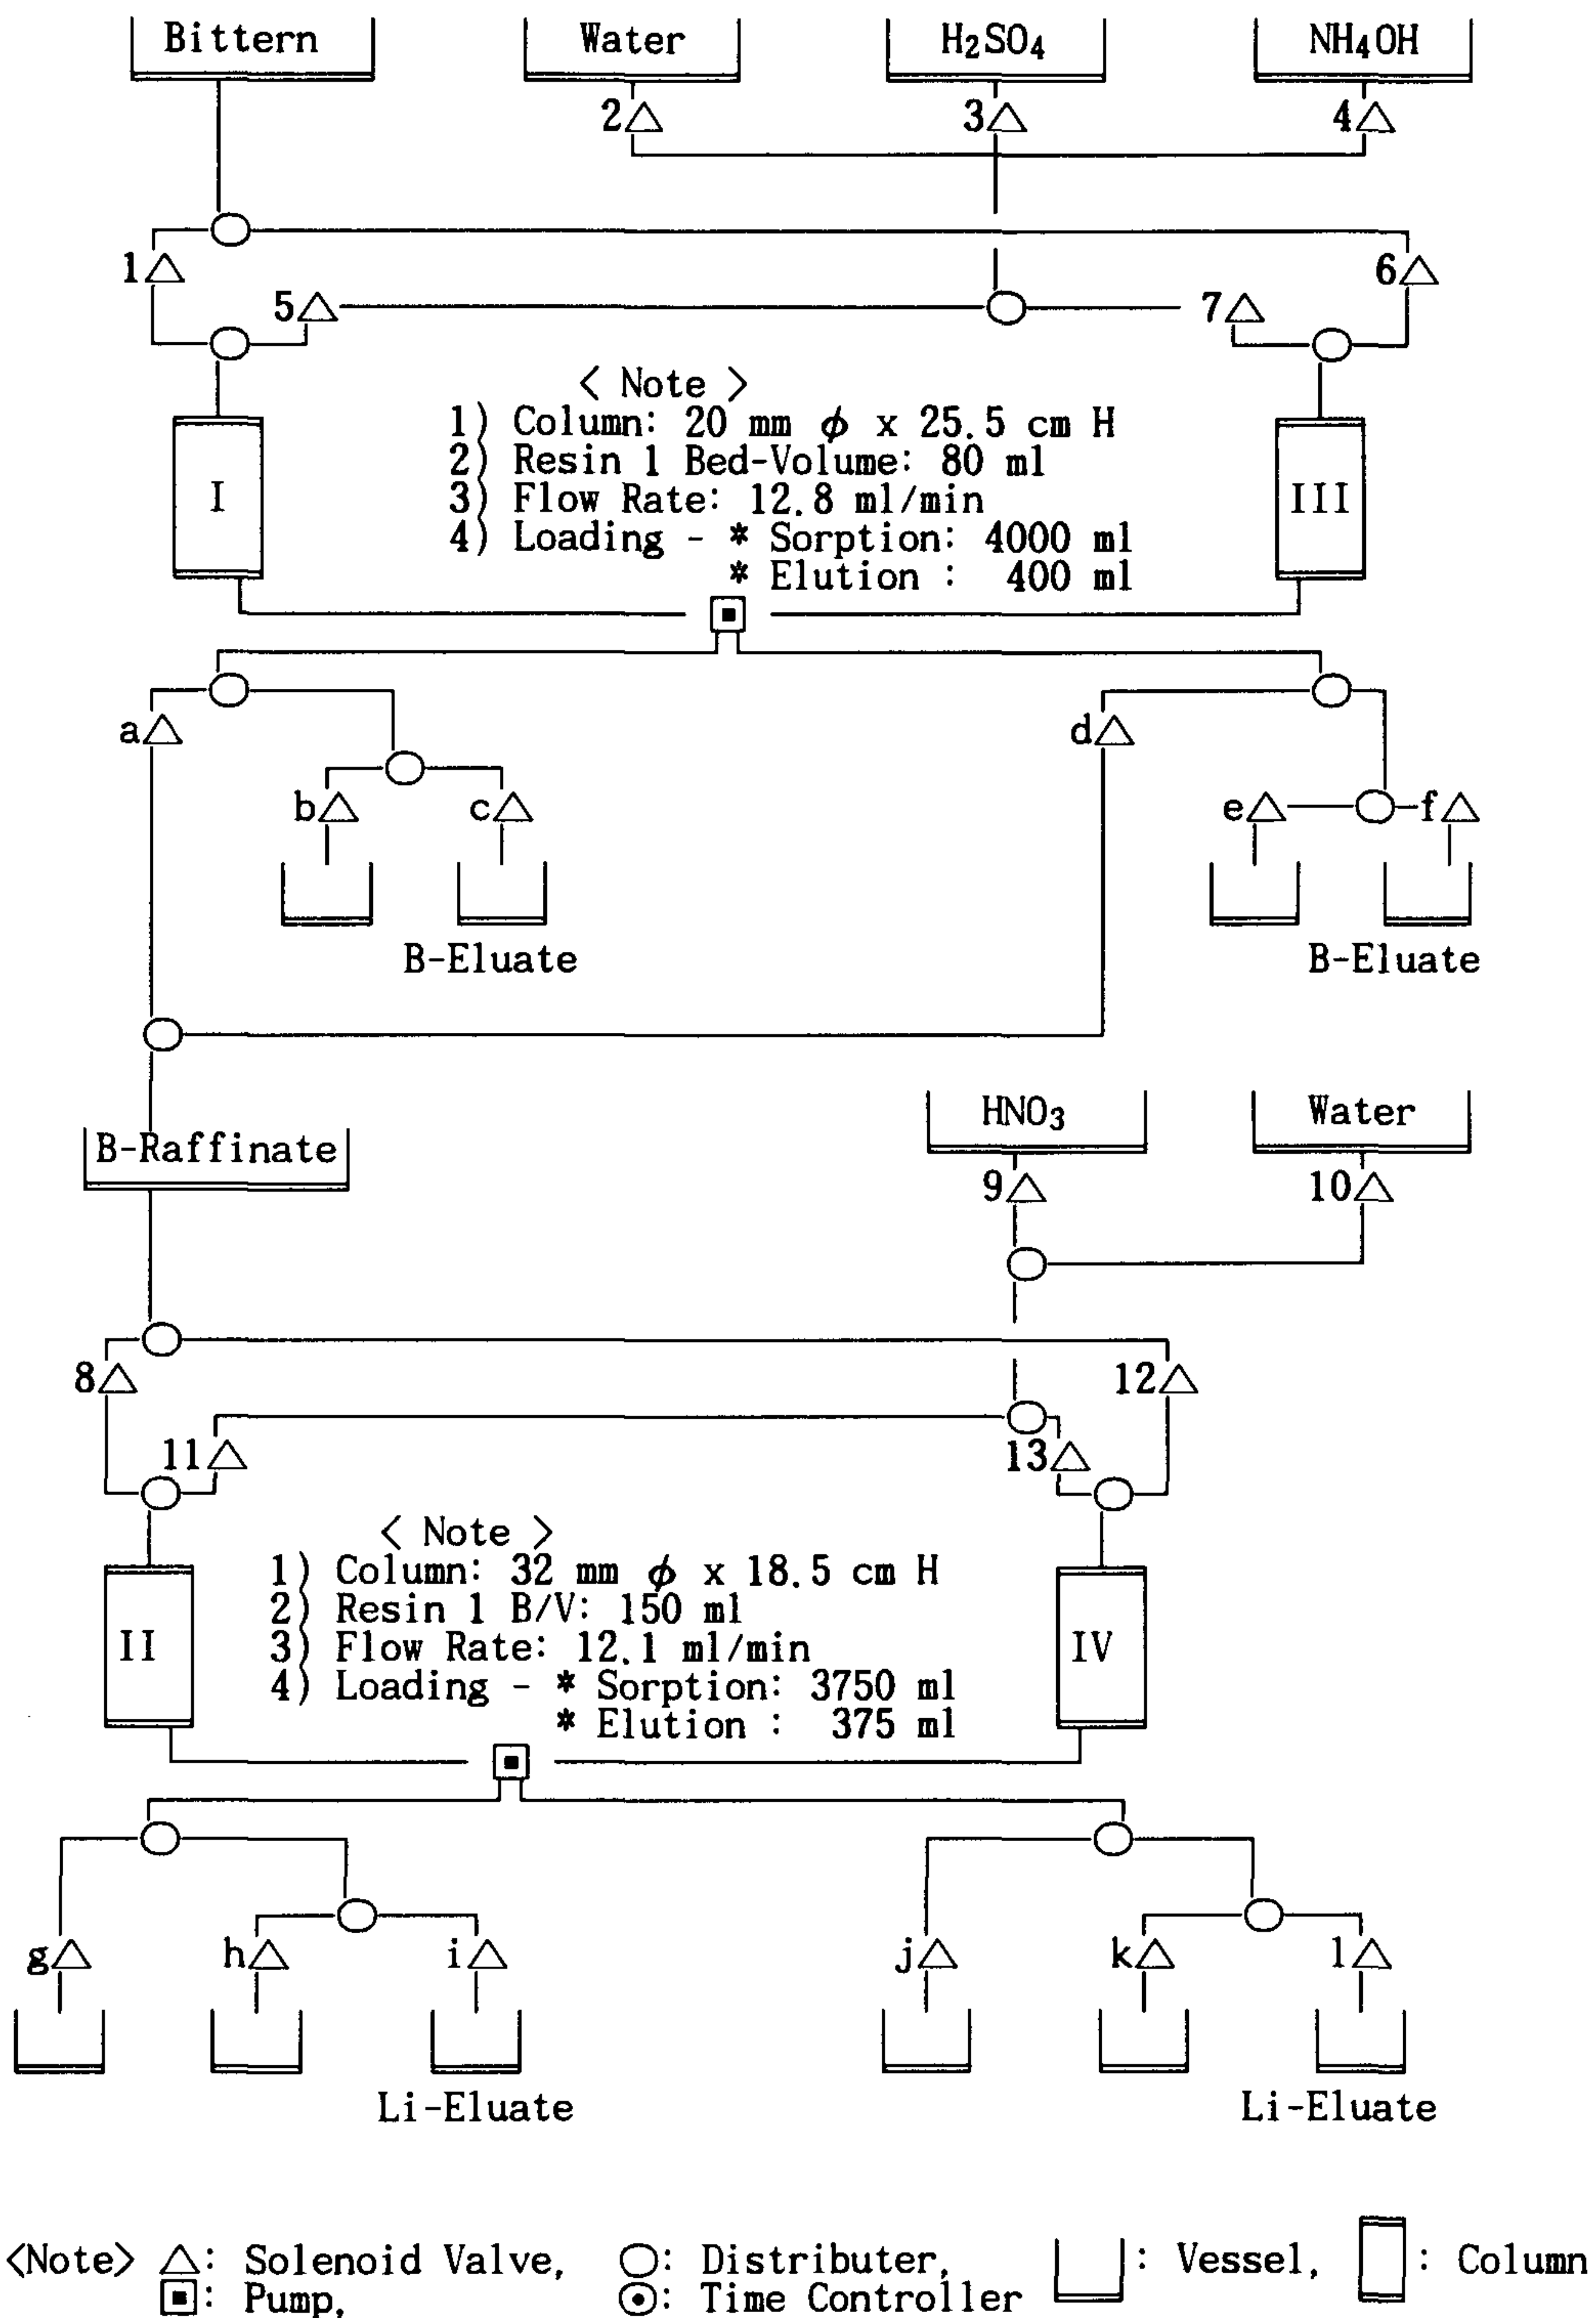 Bittern Water H₂SO₄ NH₄OH
2 3 4
1 6
5 7
< Note >
1) Column: 20 mm ϕ x 25.5 cm H
2) Resin 1 Bed-Volume: 80 ml
3) Flow Rate: 12.8 ml/min
4) Loading - * Sorption: 4000 ml
* Elution : 400 ml
I III
a d
b c e f
B-Eluate B-Eluate
HNO₃ Water
B-Raffinate
9 10
8 12
11 13
< Note >
1) Column: 32 mm ϕ x 18.5 cm H
2) Resin 1 B/V: 150 ml
3) Flow Rate: 12.1 ml/min
4) Loading - * Sorption: 3750 ml
* Elution : 375 ml
II IV
g h i j k l
Li-Eluate Li-Eluate
<Note> △: Solenoid Valve, ○: Distributer, : Vessel, : Column
▣: Pump, ⊙: Time Controller